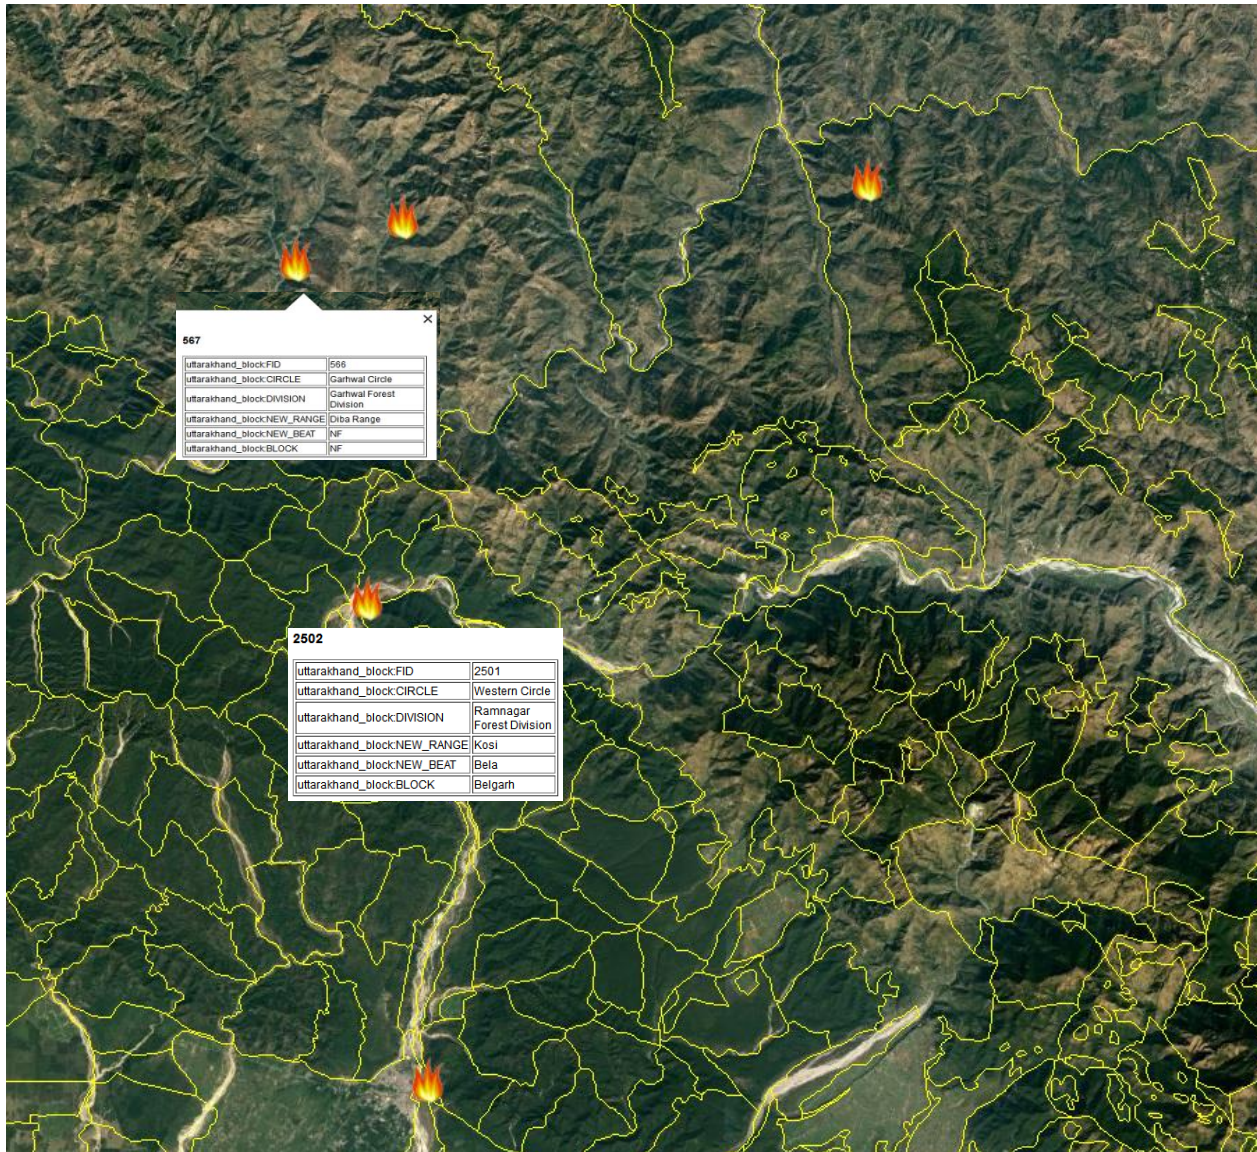 ×
567
uttarakhand_block:FID 566
uttarakhand_block:CIRCLE Garhwal Circle
uttarakhand_block:DIVISION Garhwal Forest
Division
uttarakhand_block:NEW_RANGE Diba Range
uttarakhand_block:NEW_BEAT NF
uttarakhand_block:BLOCK NF
2502
uttarakhand_block:FID 2501
uttarakhand_block:CIRCLE Western Circle
uttarakhand_block:DIVISION Ramnagar
Forest Division
uttarakhand_block:NEW_RANGE Kosi
uttarakhand_block:NEW_BEAT Bela
uttarakhand_block:BLOCK Belgarh